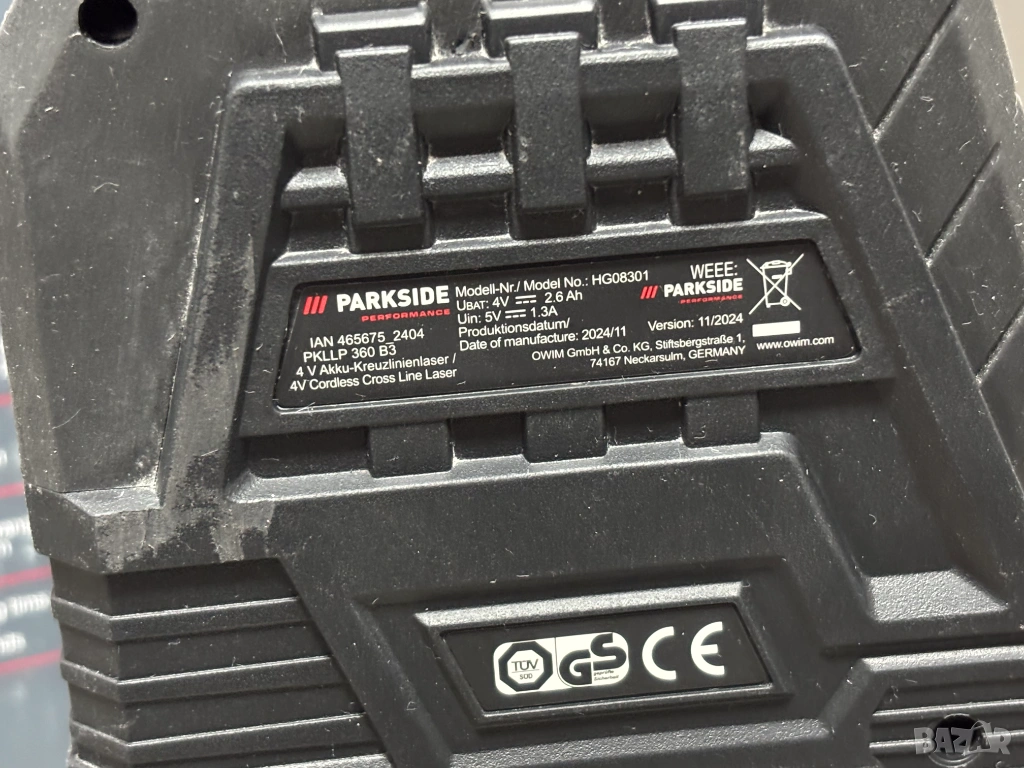 PARKSIDE
PERFORMANCE
IAN 465675_2404
PKLLP 360 B3
4 V Akku-Kreuzlinienlaser /
4V Cordless Cross Line Laser
Modell-Nr./ Model No.: HG08301
UBAT: 4V 2.6 Ah
Uin: 5V 1.3A
Produktionsdatum/
Date of manufacture: 2024/11
OWIM GmbH & Co. KG, Stiftsbergstraße 1,
74167 Neckarsulm, GERMANY
WEEE:
PARKSIDE
PERFORMANCE
Version: 11/2024
www.owim.com
TÜV
SÜD
GS
geprüfte
Sicherheit
CE
BAZAR